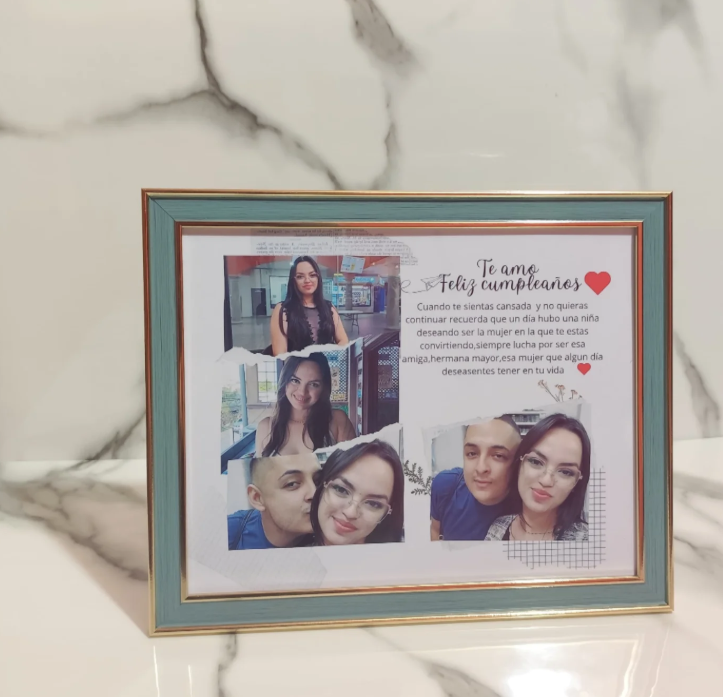 Te amo
Feliz cumpleaños
Cuando te sientas cansada y no quieras
continuar recuerda que un día hubo una niña
deseando ser la mujer en la que te estas
convirtiendo,siempre lucha por ser esa
amiga,hermana mayor,esa mujer que algun día
deseasentes tener en tu vida